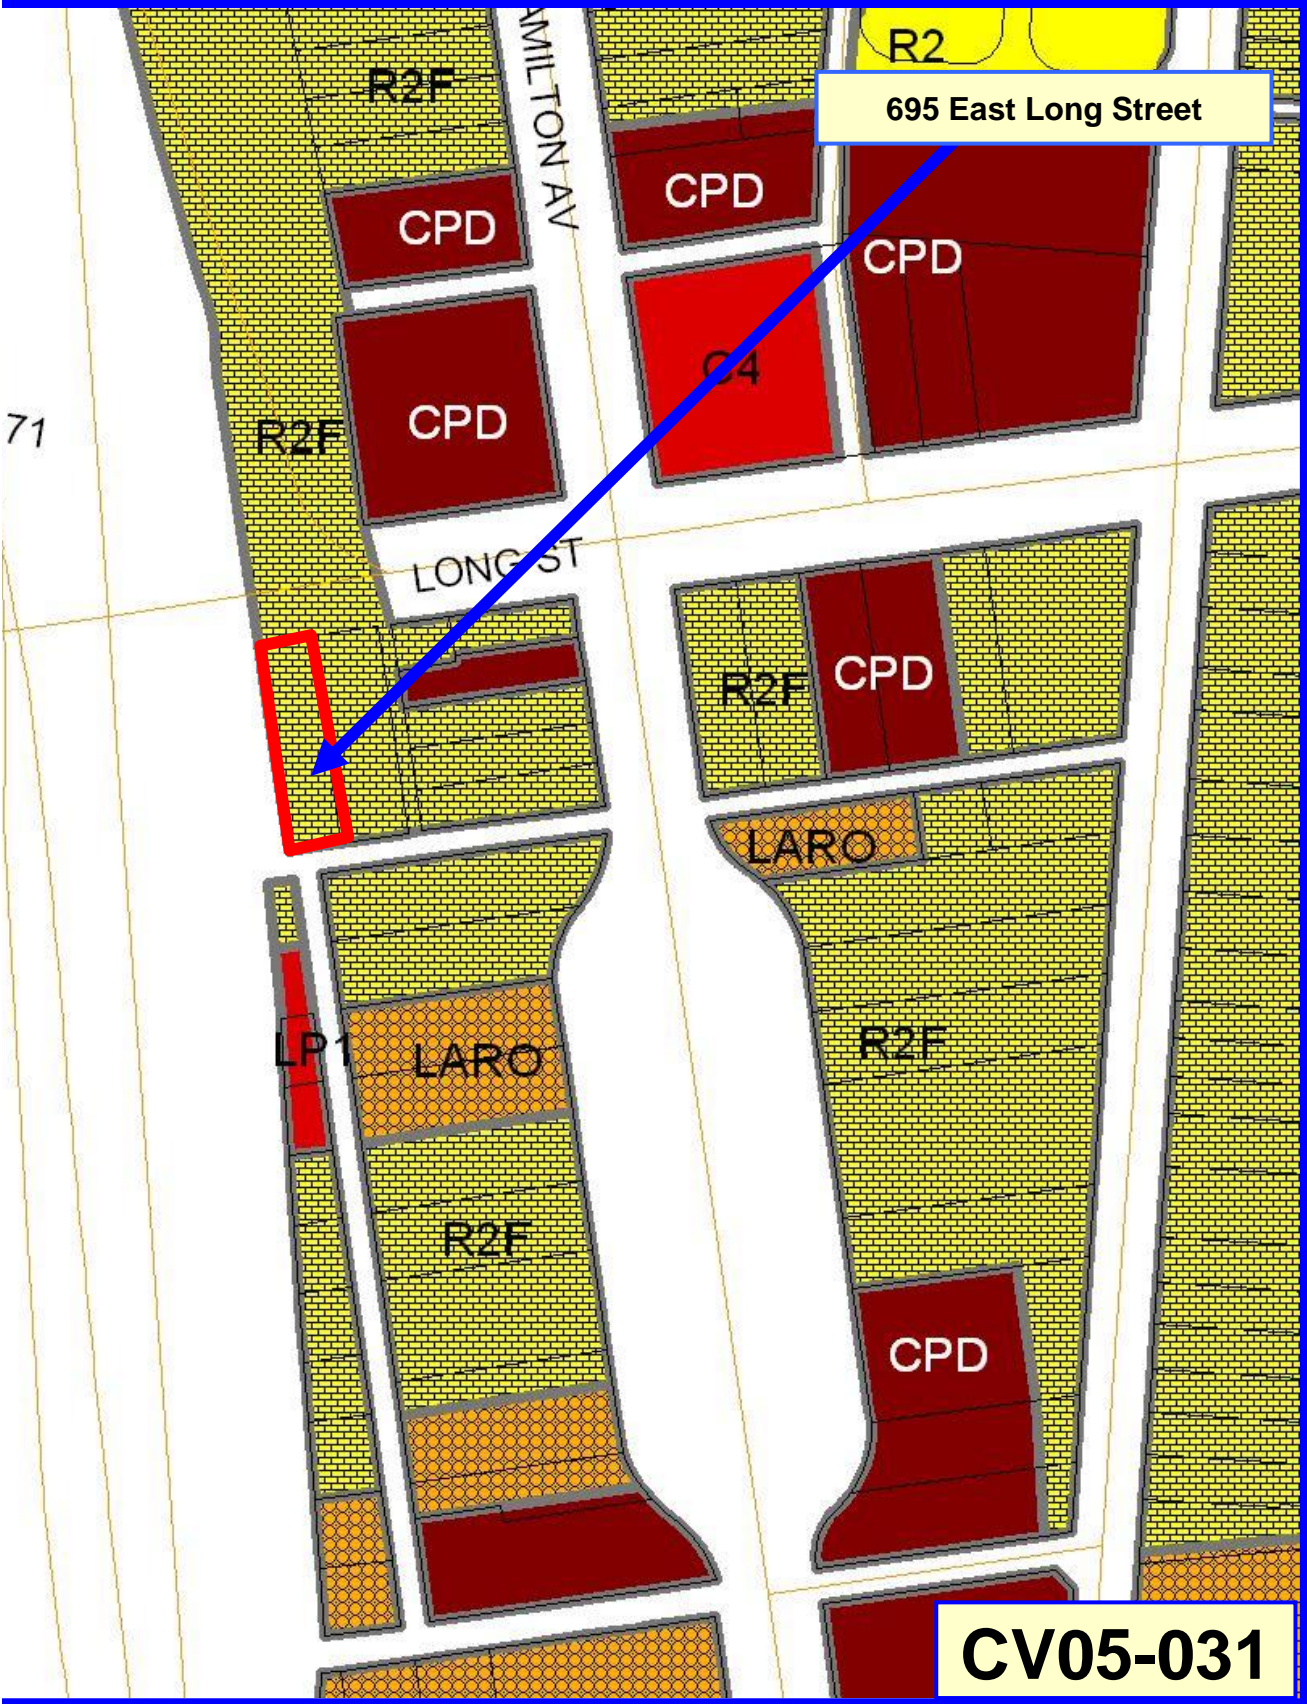 R2
R2F
AMILTON AV
695 East Long Street
CPD
CPD
CPD
C4
71
R2F
CPD
LONG ST
R2F
CPD
LARO
LP1
LARO
R2F
R2F
CPD
CV05-031